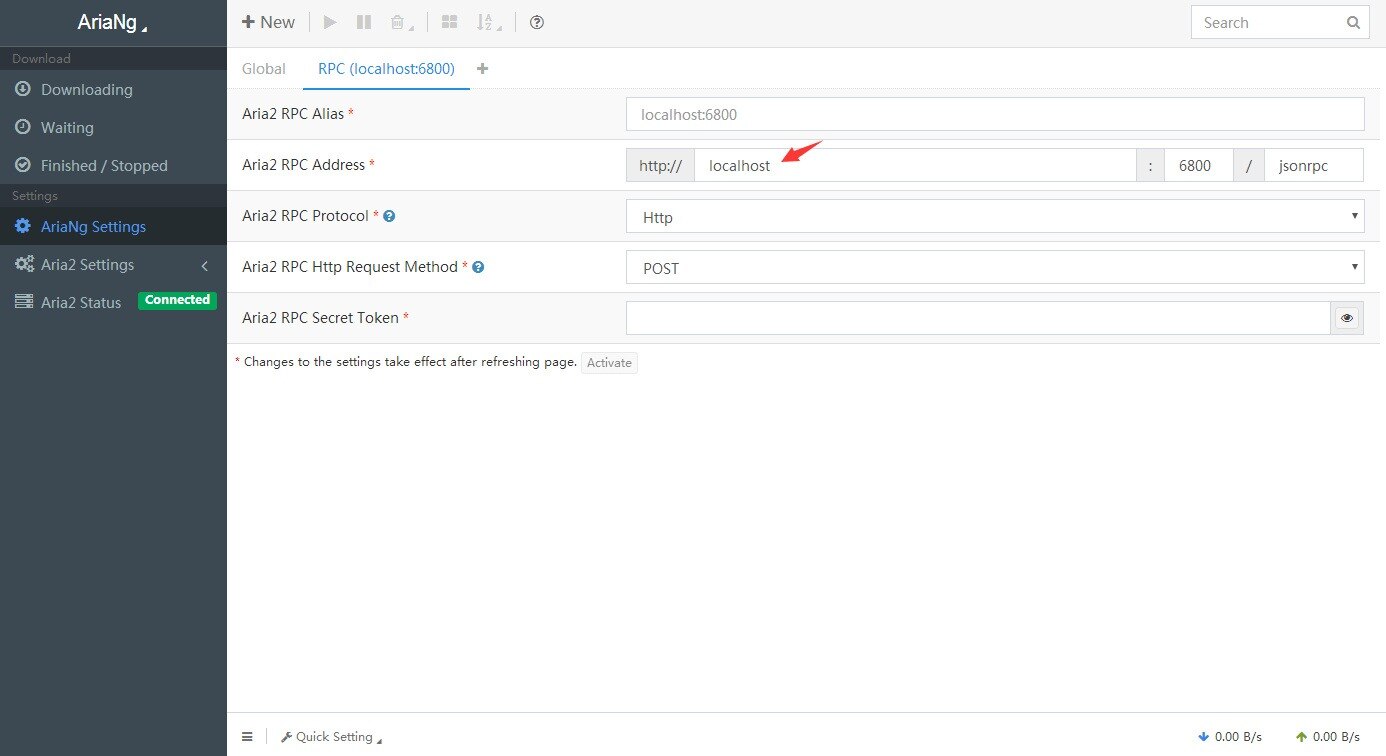 AriaNg
New
Search
Download
Downloading
Waiting
Finished / Stopped
Settings
AriaNg Settings
Aria2 Settings
Aria2 Status Connected
Global RPC (localhost:6800) +
Aria2 RPC Alias * localhost:6800
Aria2 RPC Address * http:// localhost : 6800 / jsonrpc
Aria2 RPC Protocol * Http
Aria2 RPC Http Request Method * POST
Aria2 RPC Secret Token *
* Changes to the settings take effect after refreshing page. Activate
Quick Setting 0.00 B/s 0.00 B/s